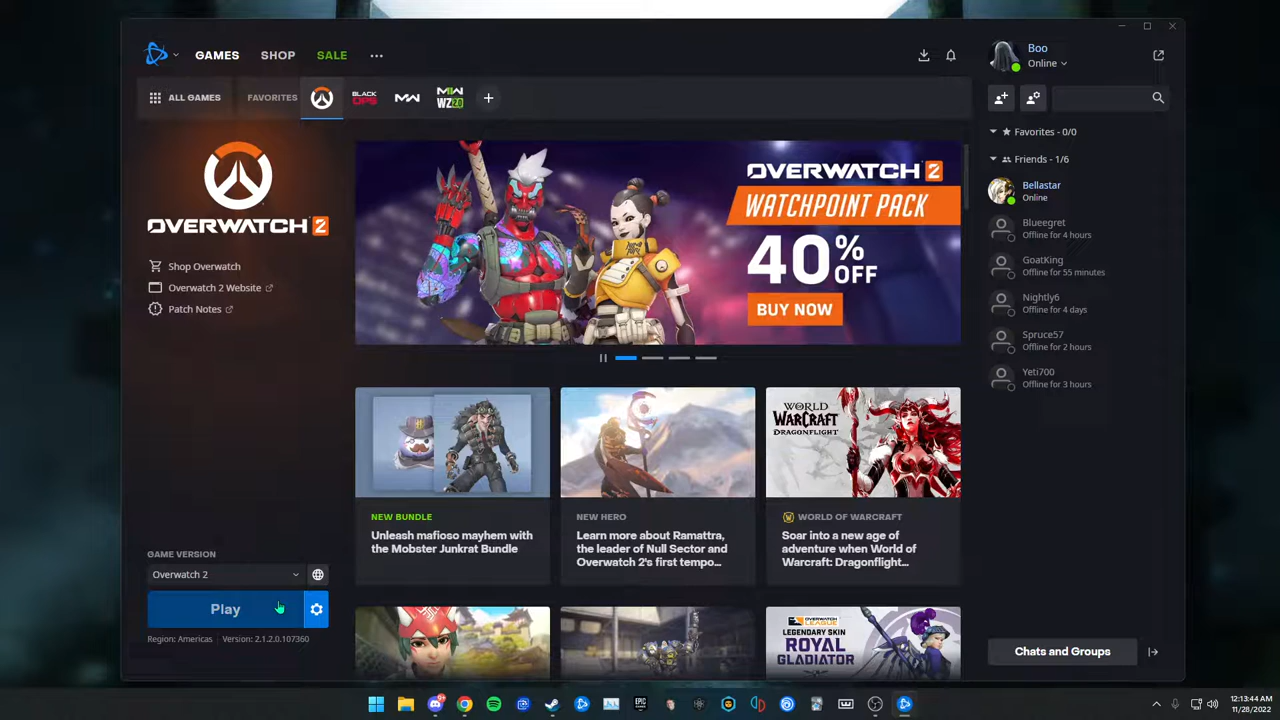 GAMES
SHOP
SALE
Boo
Online
ALL GAMES
FAVORITES
BLACK OPS
MW
MW WZ2.0
Favorites - 0/0
Friends - 1/6
Bellastar
Online
Blueegret
Offline for 4 hours
GoatKing
Offline for 55 minutes
Nightly6
Offline for 4 days
Spruce57
Offline for 2 hours
Yeti700
Offline for 3 hours
OVERWATCH 2
Shop Overwatch
Overwatch 2 Website
Patch Notes
OVERWATCH 2
WATCHPOINT PACK
40% OFF
BUY NOW
NEW BUNDLE
Unleash mafioso mayhem with
the Mobster Junkrat Bundle
NEW HERO
Learn more about Ramattra,
the leader of Null Sector and
Overwatch 2's first tempo...
WORLD
WARCRAFT
DRAGONFLIGHT
WORLD OF WARCRAFT
Soar into a new age of
adventure when World of
Warcraft: Dragonflight...
OVERWATCH
LEAGUE
LEGENDARY SKIN
ROYAL
GLADIATOR
GAME VERSION
Overwatch 2
Play
Region: Americas
Version: 2.1.2.0.107360
Chats and Groups
12:13:44 AM
11/28/2022